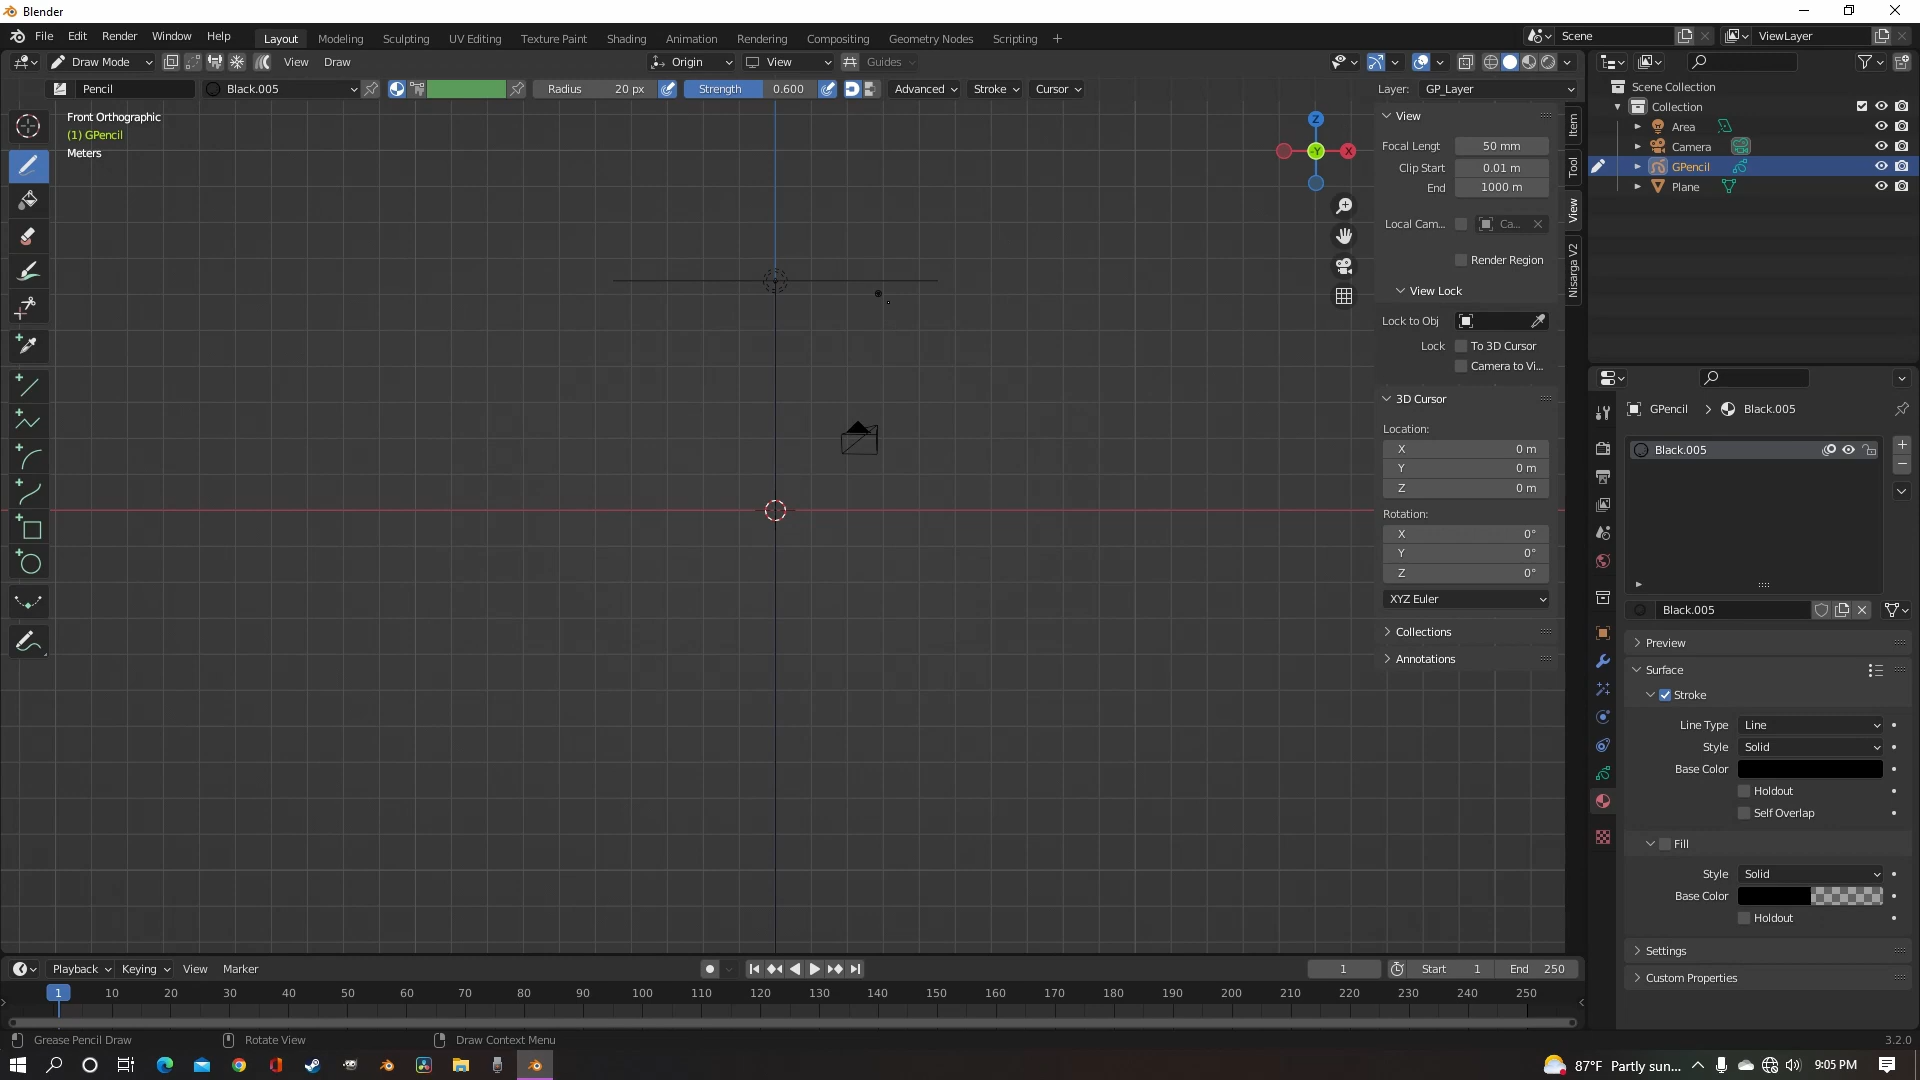 Blender
File Edit Render Window Help
Layout Modeling Sculpting UV Editing Texture Paint Shading Animation Rendering Compositing Geometry Nodes Scripting +
Scene
ViewLayer
Draw Mode View Draw
Origin View Guides
Pencil Black.005 Radius 20 px Strength 0.600 Advanced Stroke Cursor
Layer: GP_Layer
Front Orthographic
(1) GPencil
Meters
Z
-Y
X
View
Focal Lengt 50 mm
Clip Start 0.01 m
End 1000 m
Local Cam... Ca...
Render Region
View Lock
Lock to Obj
Lock To 3D Cursor
Camera to Vi...
3D Cursor
Location:
X 0 m
Y 0 m
Z 0 m
Rotation:
X 0°
Y 0°
Z 0°
XYZ Euler
Collections
Annotations
Item
Tool
View
Nisarga V2
Scene Collection
Collection
Area
Camera
GPencil
Plane
GPencil Black.005
Black.005
Black.005
Preview
Surface
Stroke
Line Type Line
Style Solid
Base Color
Holdout
Self Overlap
Fill
Style Solid
Base Color
Holdout
Settings
Custom Properties
Playback Keying View Marker
1 Start 1 End 250
1 10 20 30 40 50 60 70 80 90 100 110 120 130 140 150 160 170 180 190 200 210 220 230 240 250
Grease Pencil Draw Rotate View Draw Context Menu
3.2.0
87°F Partly sun... 9:05 PM